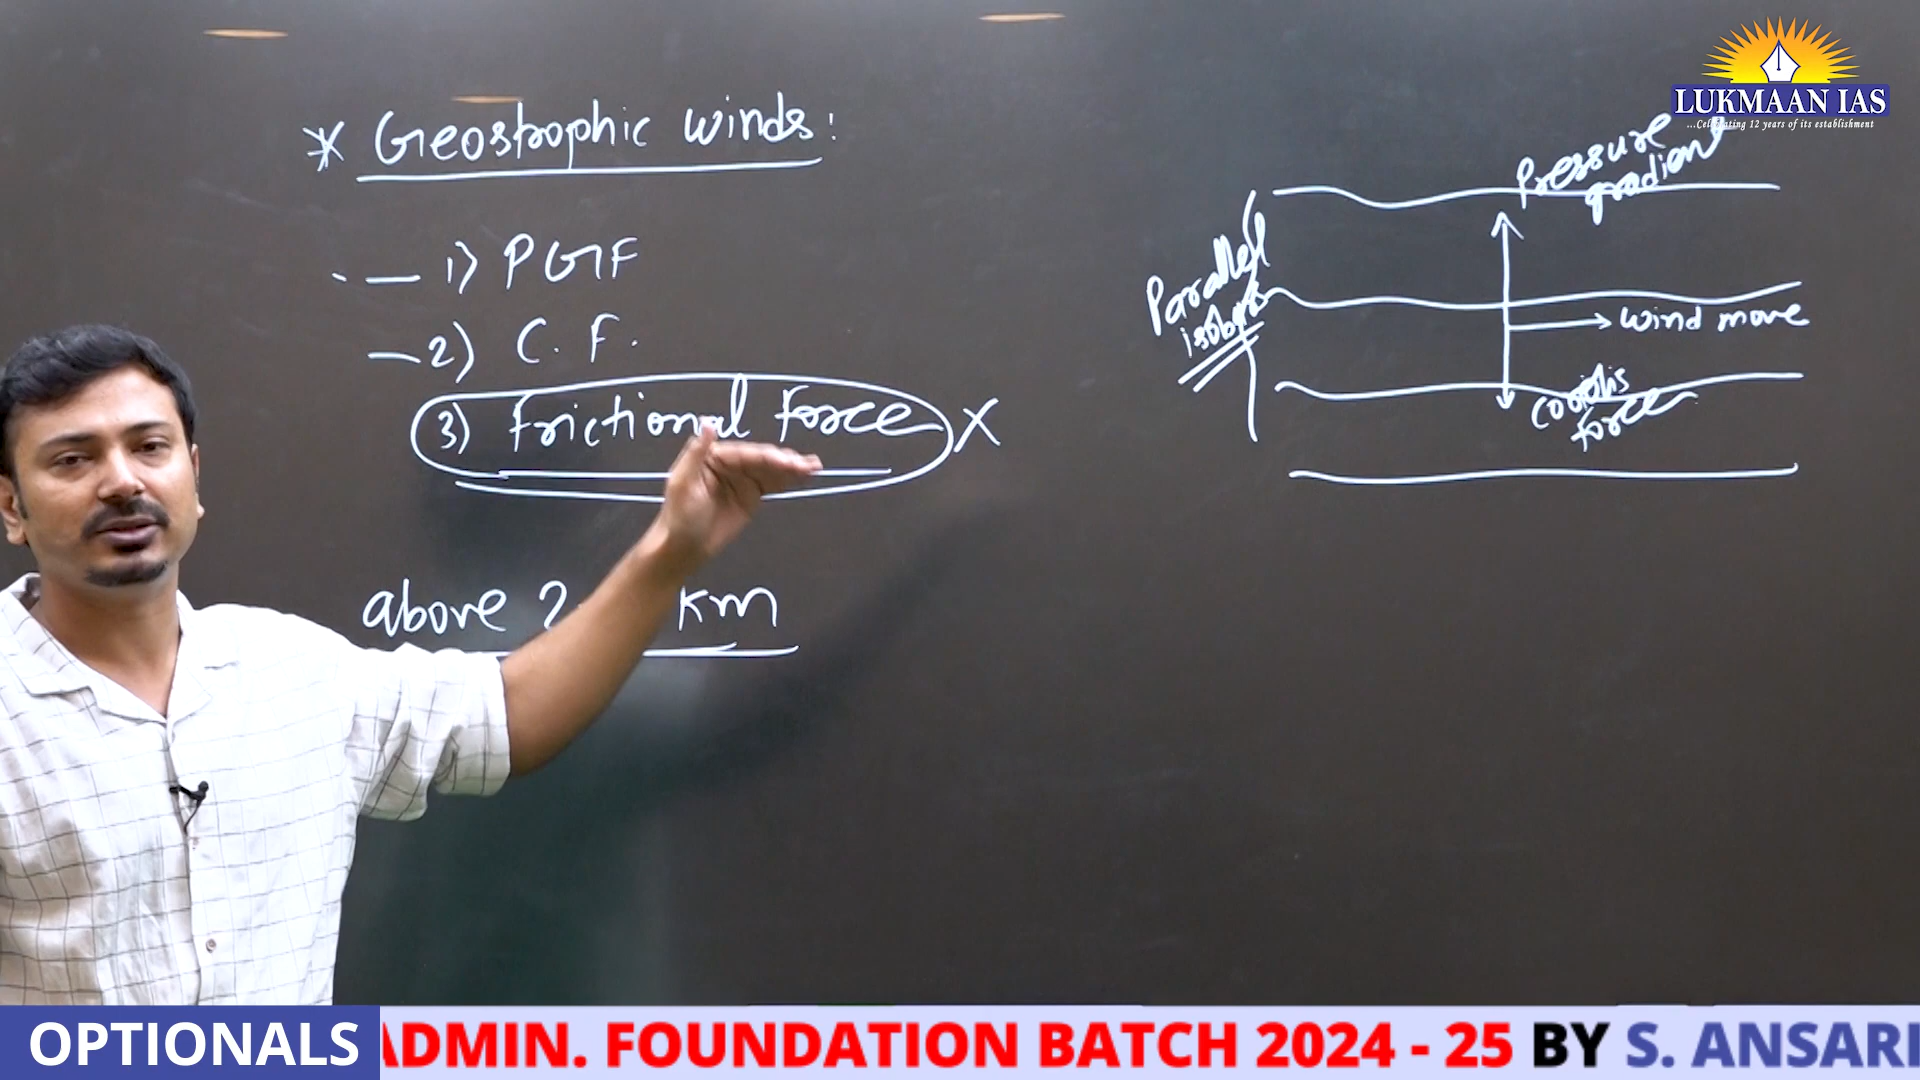 * Geostrophic winds:
1) PGF
2) C. F.
3) Frictional Force X
above 2 km
Pressure
gradient
Parallel
isobars
wind move
coriolis
force
LUKMAAN IAS
...Celebrating 12 years of its establishment
OPTIONALS
ADMIN. FOUNDATION BATCH 2024 - 25 BY S. ANSARI